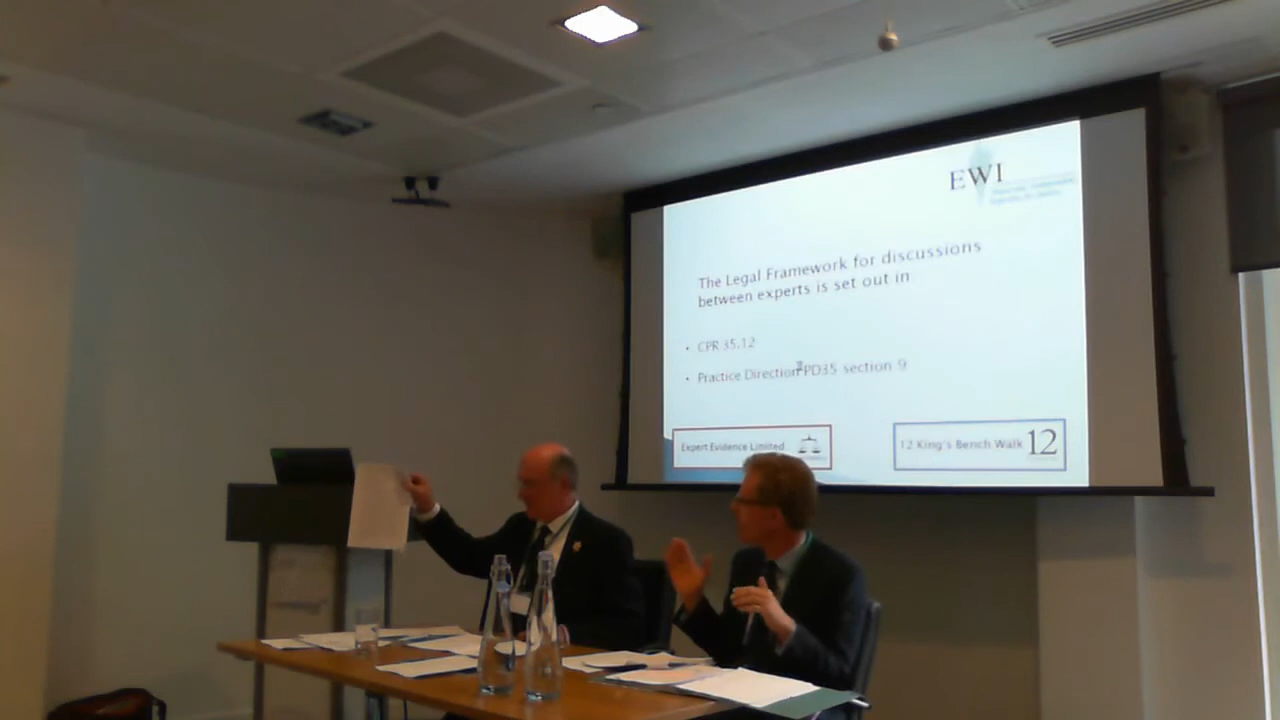 EWI
The Legal Framework for discussions
between experts is set out in
• CPR 35.12
• Practice Direction PD35 section 9
Expert Evidence Limited
12 King's Bench Walk 12